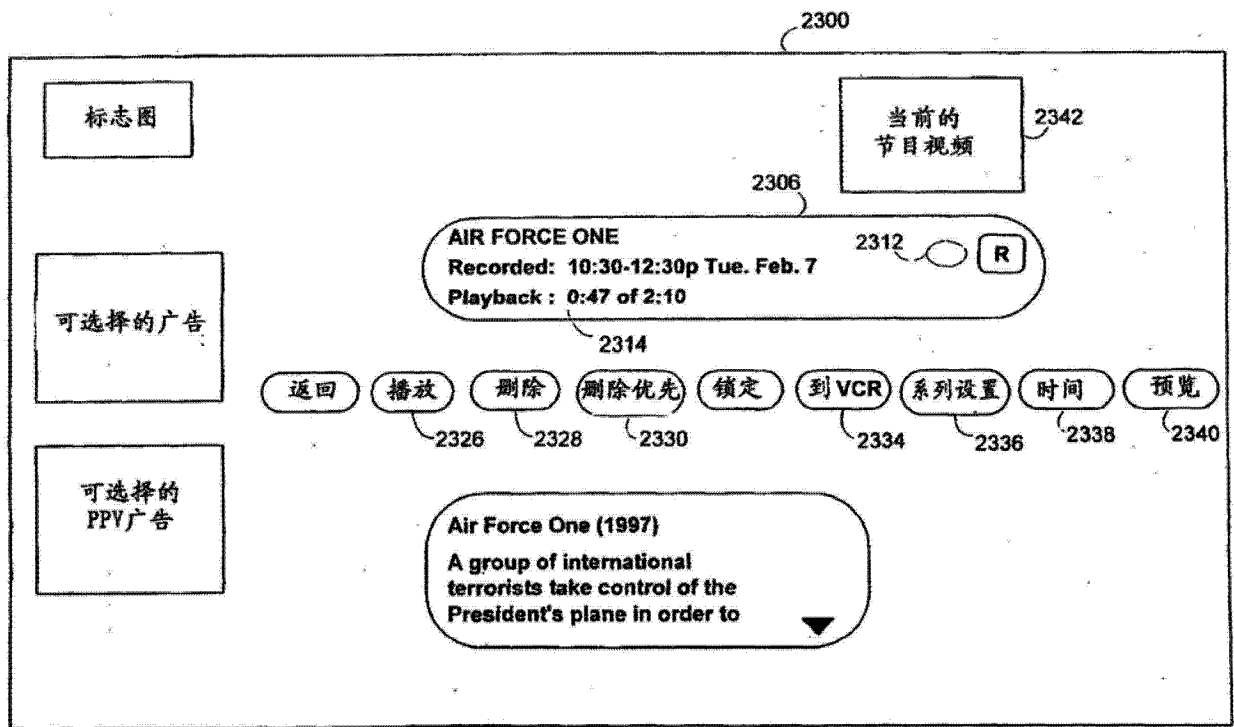 2300
标志图
当前的
节目视频
2342
2306
AIR FORCE ONE
Recorded: 10:30-12:30p Tue. Feb. 7
Playback : 0:47 of 2:10
2312
R
2314
可选择的广告
返回 播放 删除 删除优先 锁定 到VCR 系列设置 时间 预览
2326 2328 2330 2334 2336 2338 2340
可选择的
PPV广告
Air Force One (1997)
A group of international
terrorists take control of the
President's plane in order to